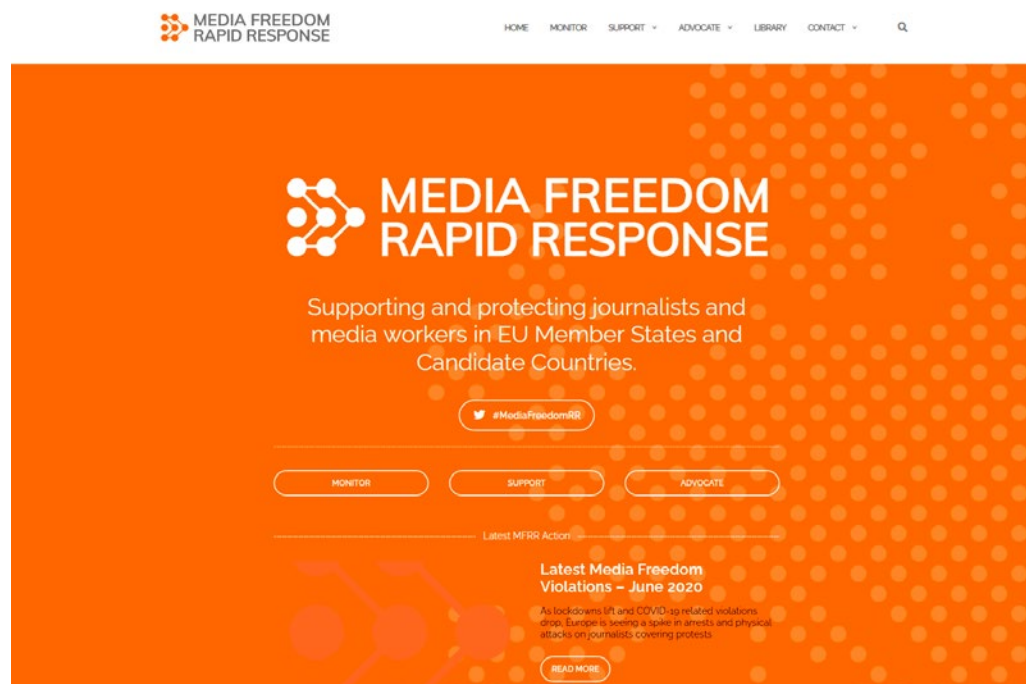 MEDIA FREEDOM
RAPID RESPONSE
HOME MONITOR SUPPORT ADVOCATE LIBRARY CONTACT
MEDIA FREEDOM
RAPID RESPONSE
Supporting and protecting journalists and
media workers in EU Member States and
Candidate Countries.
#MediaFreedomRR
MONITOR SUPPORT ADVOCATE
Latest MFRR Action
Latest Media Freedom
Violations – June 2020
As lockdowns lift and COVID-19 related violations
drop, Europe is seeing a spike in arrests and physical
attacks on journalists covering protests
READ MORE